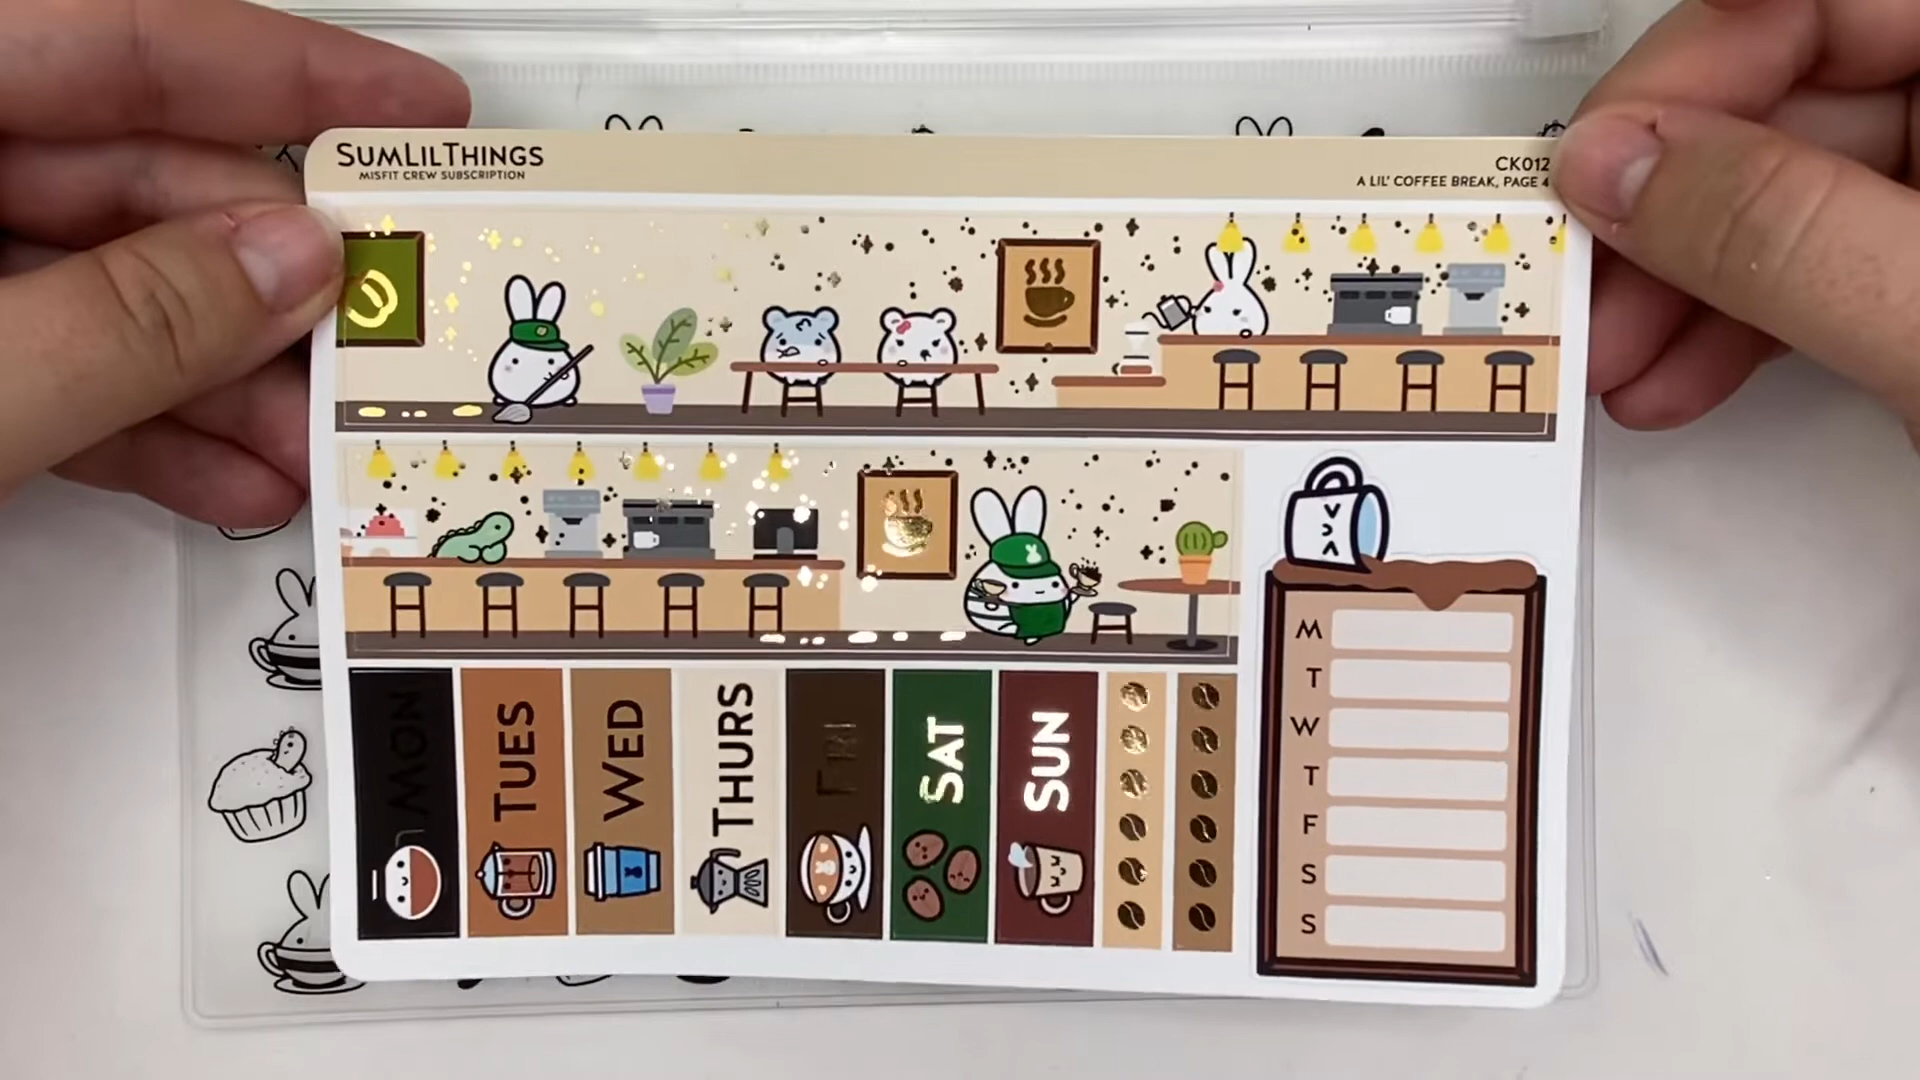 SUMLILTHINGS
MISFIT CREW SUBSCRIPTION
CK012
A LIL' COFFEE BREAK, PAGE 4
MON
TUES
WED
THURS
FRI
SAT
SUN
M
T
W
T
F
S
S